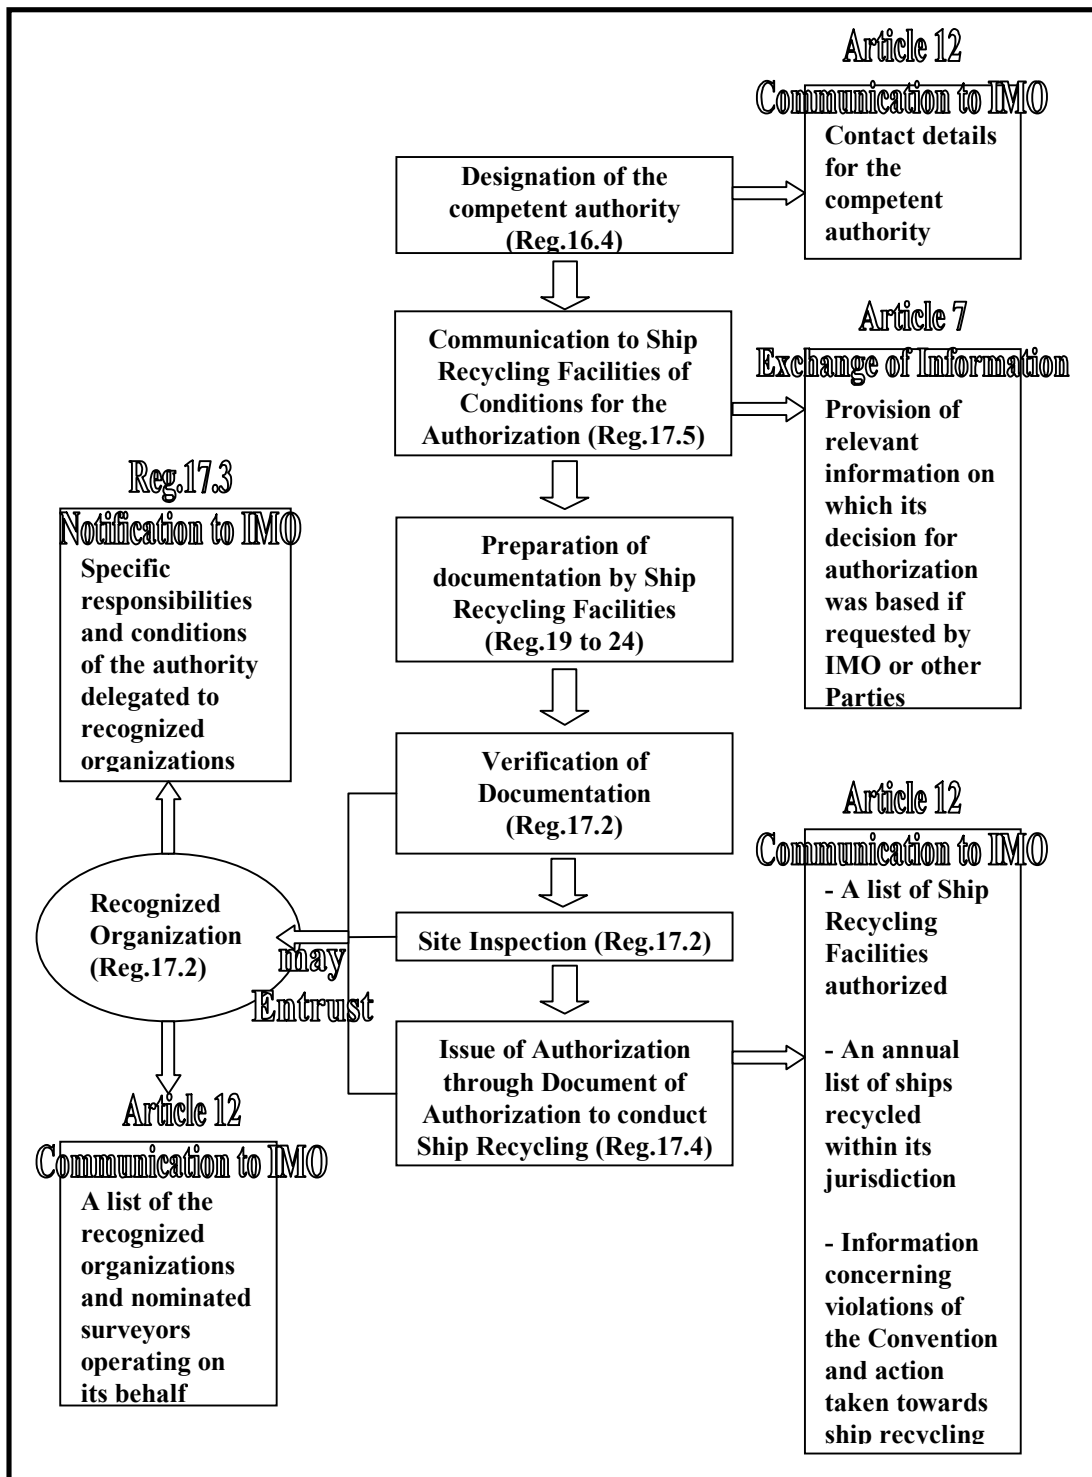 Article 12
Communication to IMO
Contact details
for the
competent
authority
Designation of the
competent authority
(Reg.16.4)
Communication to Ship
Recycling Facilities of
Conditions for the
Authorization (Reg.17.5)
Article 7
Exchange of Information
Provision of
relevant
information on
which its
decision for
authorization
was based if
requested by
IMO or other
Parties
Reg.17.3
Notification to IMO
Specific
responsibilities
and conditions
of the authority
delegated to
recognized
organizations
Preparation of
documentation by Ship
Recycling Facilities
(Reg.19 to 24)
Verification of
Documentation
(Reg.17.2)
Recognized
Organization
(Reg.17.2)
may
Entrust
Site Inspection (Reg.17.2)
Issue of Authorization
through Document of
Authorization to conduct
Ship Recycling (Reg.17.4)
Article 12
Communication to IMO
- A list of Ship
Recycling
Facilities
authorized
- An annual
list of ships
recycled
within its
jurisdiction
- Information
concerning
violations of
the Convention
and action
taken towards
ship recycling
Article 12
Communication to IMO
A list of the
recognized
organizations
and nominated
surveyors
operating on
its behalf